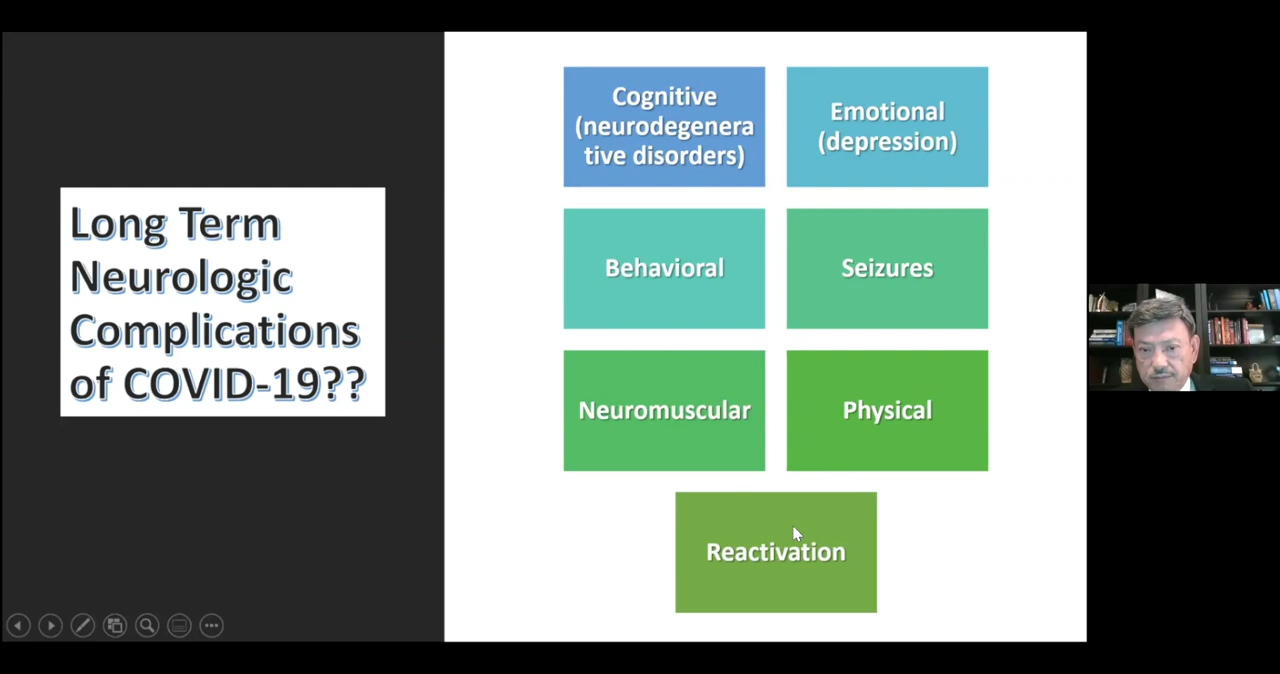 Long Term
Neurologic
Complications
of COVID-19??
Cognitive
(neurodegenera
tive disorders)
Emotional
(depression)
Behavioral
Seizures
Neuromuscular
Physical
Reactivation